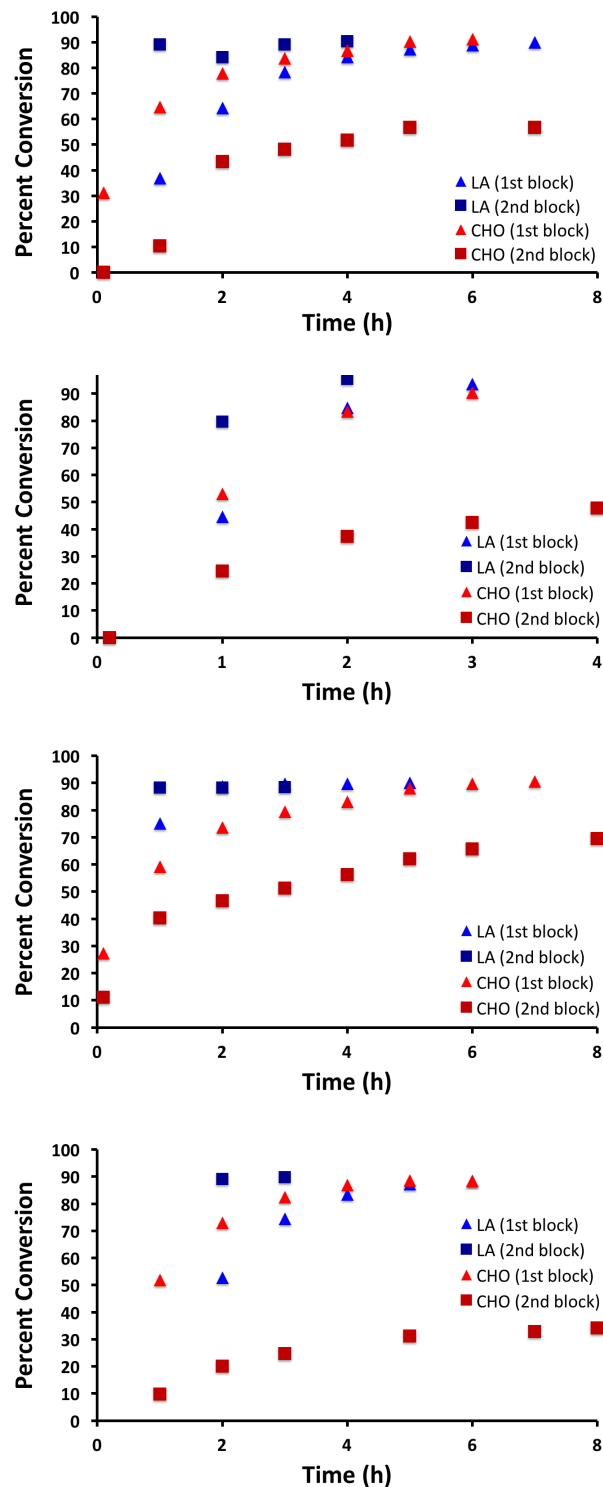 Percent Conversion
100
90
80
70
60
50
40
30
20
10
0
LA (1st block)
LA (2nd block)
CHO (1st block)
CHO (2nd block)
0 2 4 6 8
Time (h)
Percent Conversion
90
80
70
60
50
40
30
20
10
0
LA (1st block)
LA (2nd block)
CHO (1st block)
CHO (2nd block)
0 1 2 3 4
Time (h)
Percent Conversion
100
90
80
70
60
50
40
30
20
10
0
LA (1st block)
LA (2nd block)
CHO (1st block)
CHO (2nd block)
0 2 4 6 8
Time (h)
Percent Conversion
100
90
80
70
60
50
40
30
20
10
0
LA (1st block)
LA (2nd block)
CHO (1st block)
CHO (2nd block)
0 2 4 6 8
Time (h)